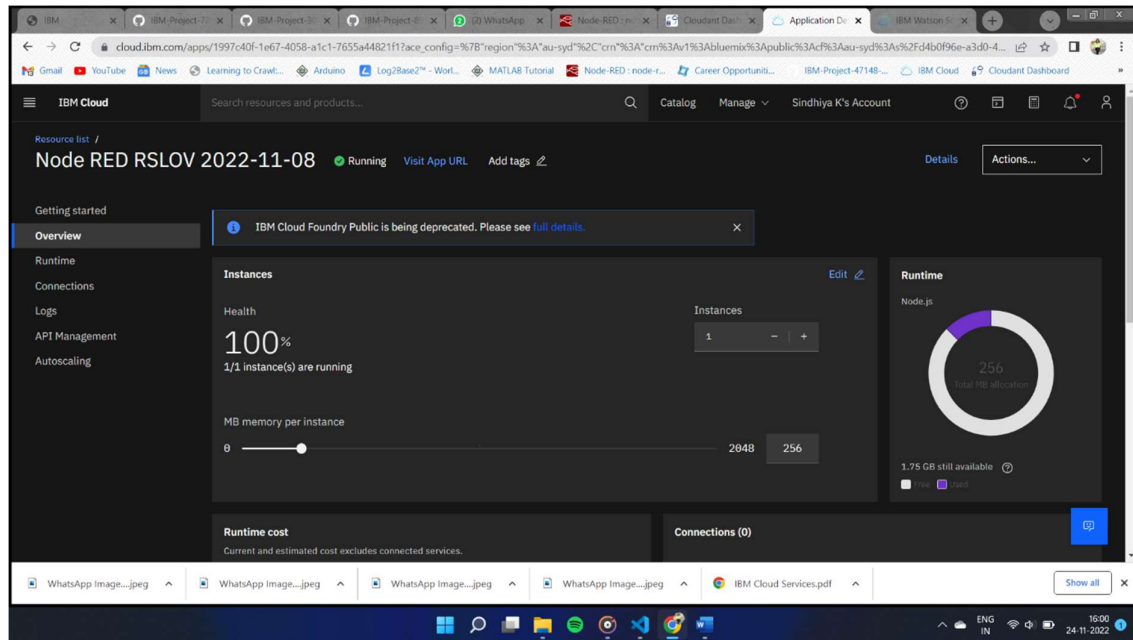 IBM
IBM-Project-7
IBM-Project-3
IBM-Project-8
(2) WhatsApp
Node-RED : no
Cloudant Das
Application De
IBM Watson S
cloud.ibm.com/apps/1997c40f-1e67-4058-a1c1-7655a44821f1?ace_config=%7B"region"%3A"au-syd"%2C"crn"%3A"crn%3Av1%3Abluemix%3Apublic%3Acf%3Aau-syd%3As%2Fd4b0f96e-a3d0-4...
Gmail
YouTube
News
Learning to Crawl:...
Arduino
Log2Base2™ - Worl...
MATLAB Tutorial
Node-RED : node-r...
Career Opportuniti...
IBM-Project-47148-...
IBM Cloud
Cloudant Dashboard
»
IBM Cloud
Search resources and products...
Catalog
Manage
Sindhiya K's Account
Resource list /
Node RED RSLOV 2022-11-08
Running
Visit App URL
Add tags
Details
Actions...
Getting started
Overview
Runtime
Connections
Logs
API Management
Autoscaling
IBM Cloud Foundry Public is being deprecated. Please see full details.
Instances
Edit
Health
100%
1/1 instance(s) are running
Instances
1
- | +
MB memory per instance
0
2048
256
Runtime
Node.js
256
Total MB allocation
1.75 GB still available
Free
Used
Runtime cost
Current and estimated cost excludes connected services.
Connections (0)
WhatsApp Image....jpeg
WhatsApp Image....jpeg
WhatsApp Image....jpeg
WhatsApp Image....jpeg
IBM Cloud Services.pdf
Show all
ENG
IN
16:00
24-11-2022
1